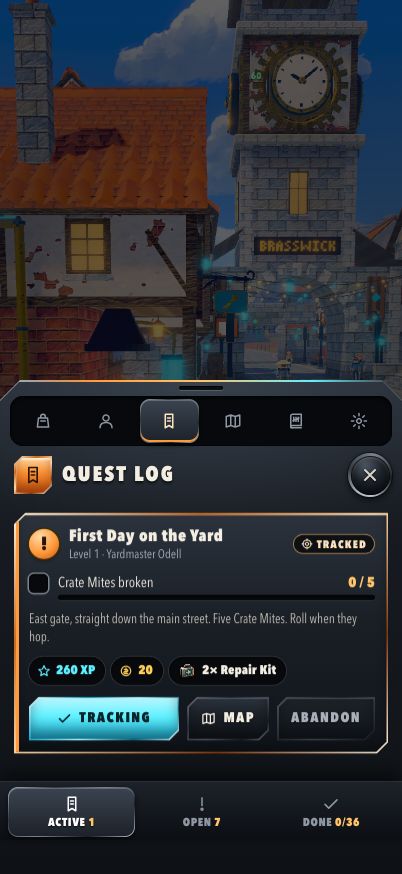 60
BRASSWICK
QUEST LOG
!
First Day on the Yard
Level 1 · Yardmaster Odell
TRACKED
Crate Mites broken
0 / 5
East gate, straight down the main street. Five Crate Mites. Roll when they
hop.
260 XP
20
2× Repair Kit
TRACKING
MAP
ABANDON
ACTIVE 1
OPEN 7
DONE 0/36